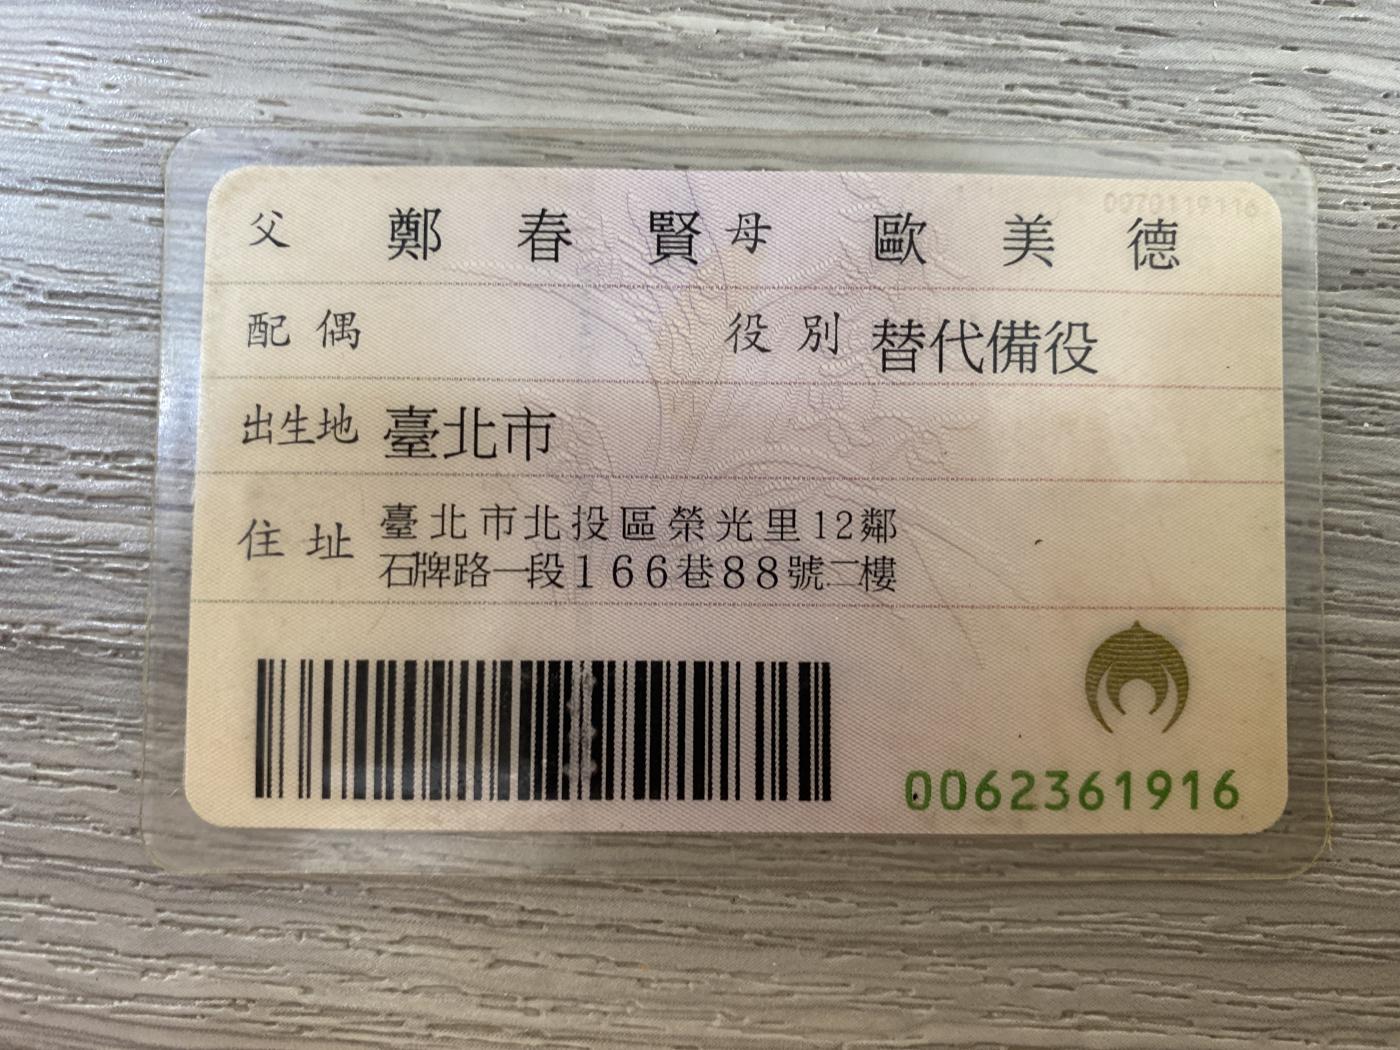 父 鄭春賢 母 歐美德
配偶 役別 替代備役
出生地 臺北市
住址 臺北市北投區榮光里12鄰
石牌路一段166巷88號二樓
0062361916